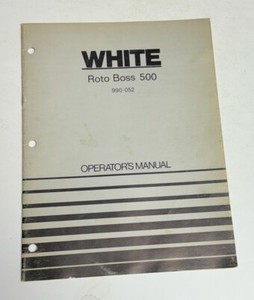 WHITE
Roto Boss 500
990-052
OPERATOR'S MANUAL